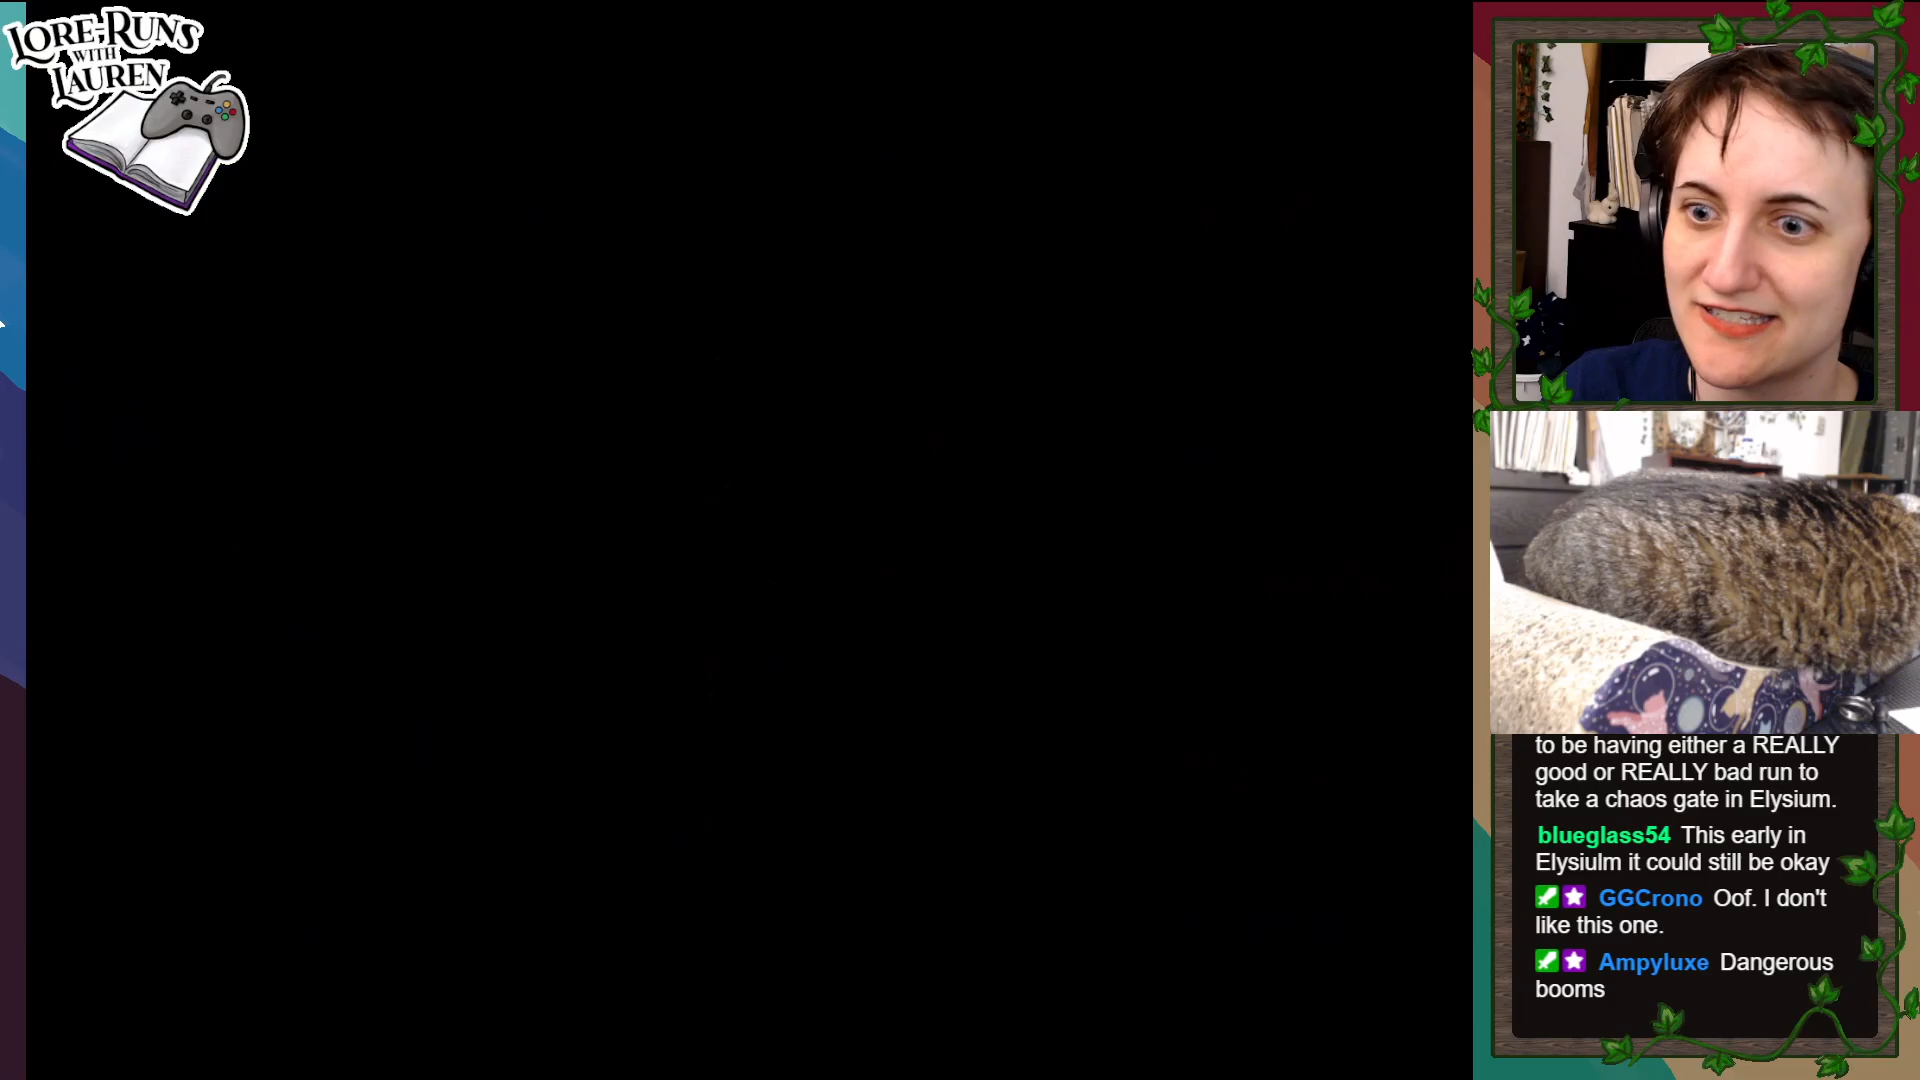 LORE-RUNS
WITH
LAUREN
to be having either a REALLY
good or REALLY bad run to
take a chaos gate in Elysium.
blueglass54 This early in
Elysiulm it could still be okay
GGCrono Oof. I don't
like this one.
Ampyluxe Dangerous
booms